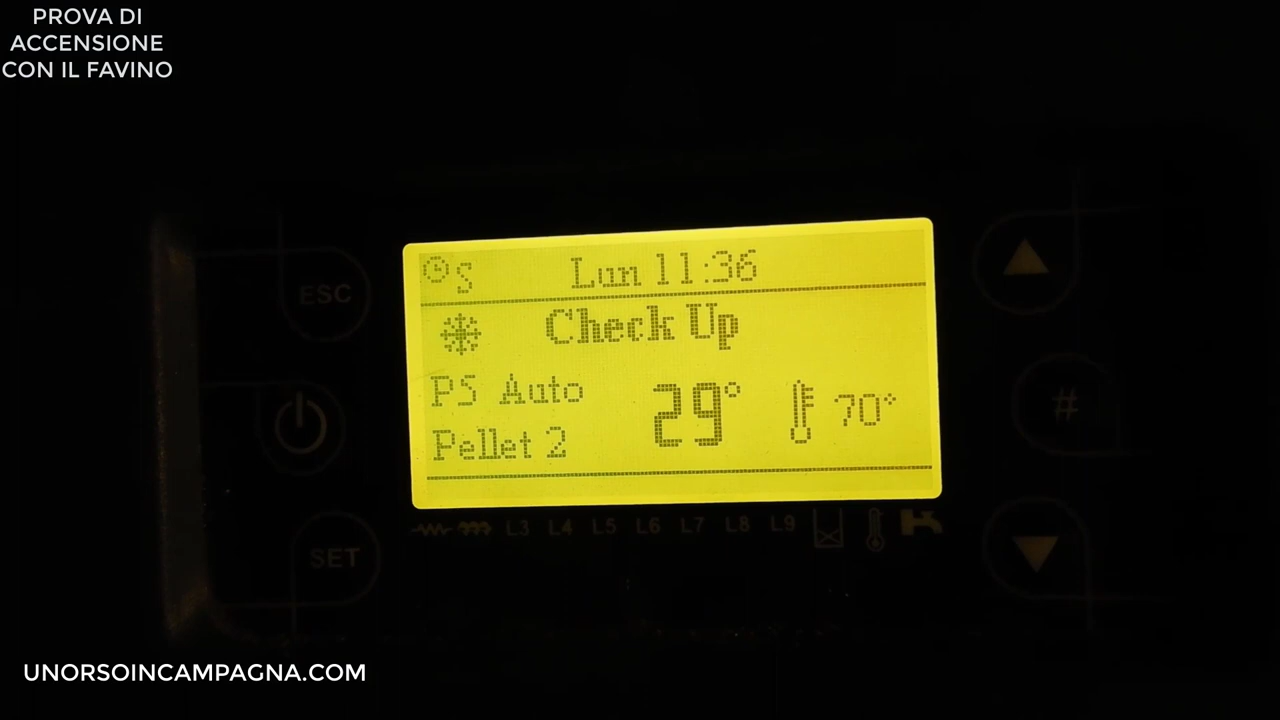 PROVA DI
ACCENSIONE
CON IL FAVINO
S Lun 11:36
ESC
Check Up
PS Auto 29° 70°
#
Pellet 2
L3 L4 L5 L6 L7 L8 L9
SET
UNORSOINCAMPAGNA.COM